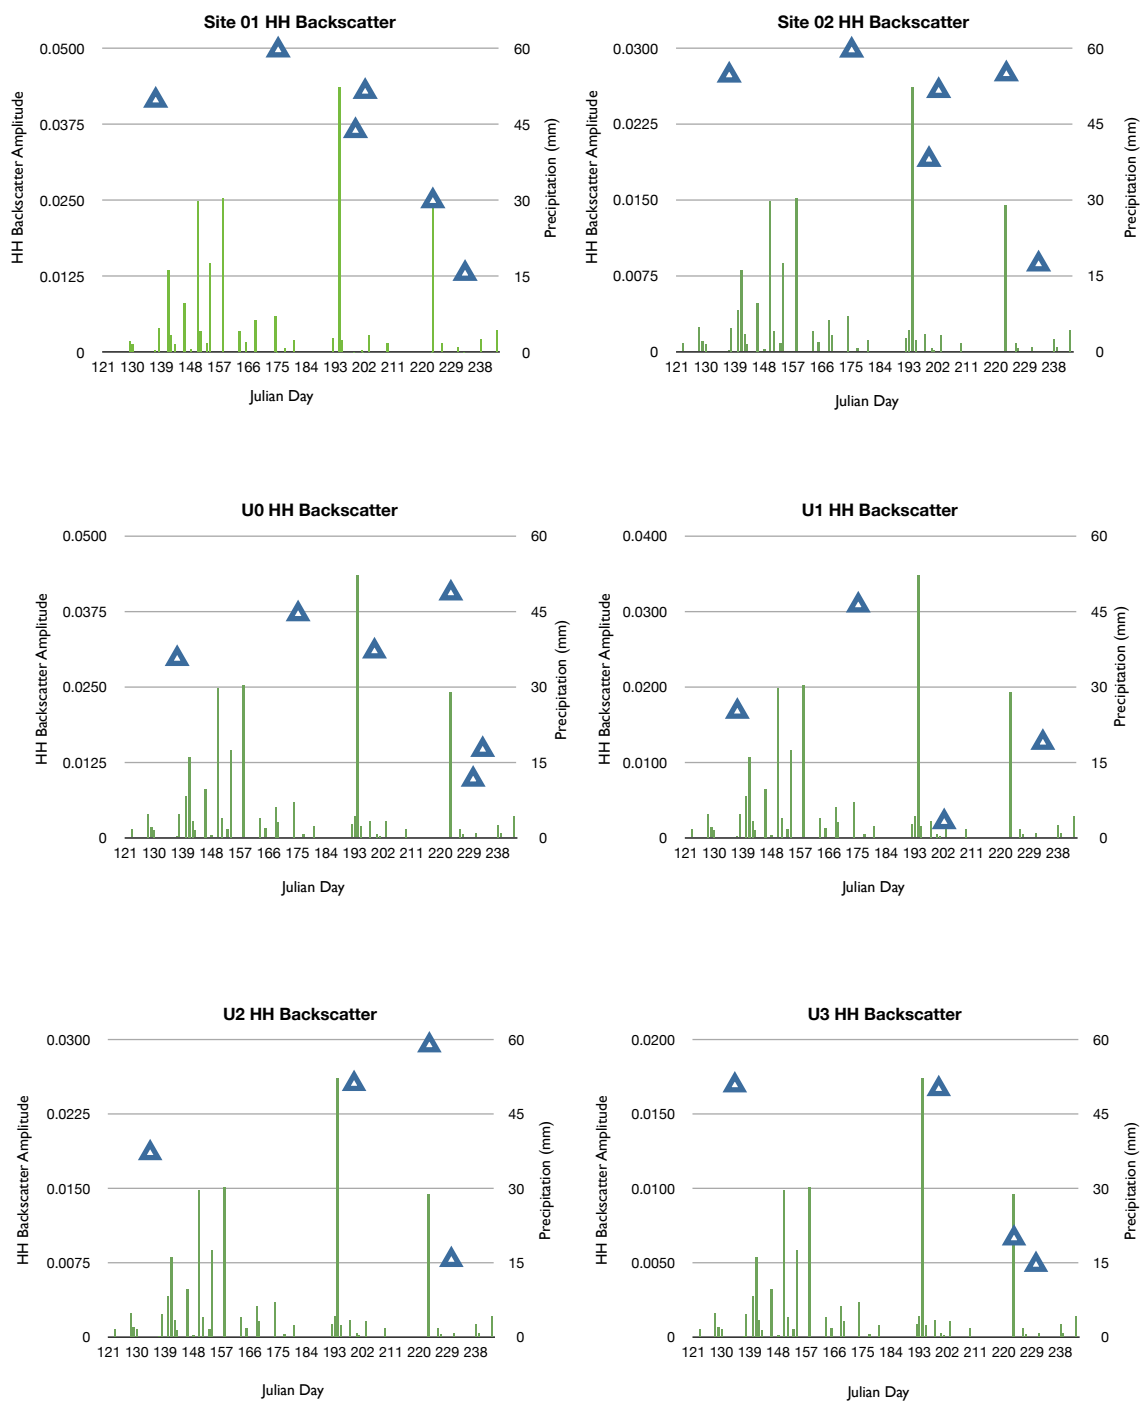 Site 01 HH Backscatter
HH Backscatter Amplitude
0.0500
0.0375
0.0250
0.0125
0
60
45
30
15
0
Precipitation (mm)
121 130 139 148 157 166 175 184 193 202 211 220 229 238
Julian Day
Site 02 HH Backscatter
HH Backscatter Amplitude
0.0300
0.0225
0.0150
0.0075
0
60
45
30
15
0
Precipitation (mm)
121 130 139 148 157 166 175 184 193 202 211 220 229 238
Julian Day
U0 HH Backscatter
HH Backscatter Amplitude
0.0500
0.0375
0.0250
0.0125
0
60
45
30
15
0
Precipitation (mm)
121 130 139 148 157 166 175 184 193 202 211 220 229 238
Julian Day
U1 HH Backscatter
HH Backscatter Amplitude
0.0400
0.0300
0.0200
0.0100
0
60
45
30
15
0
Precipitation (mm)
121 130 139 148 157 166 175 184 193 202 211 220 229 238
Julian Day
U2 HH Backscatter
HH Backscatter Amplitude
0.0300
0.0225
0.0150
0.0075
0
60
45
30
15
0
Precipitation (mm)
121 130 139 148 157 166 175 184 193 202 211 220 229 238
Julian Day
U3 HH Backscatter
HH Backscatter Amplitude
0.0200
0.0150
0.0100
0.0050
0
60
45
30
15
0
Precipitation (mm)
121 130 139 148 157 166 175 184 193 202 211 220 229 238
Julian Day